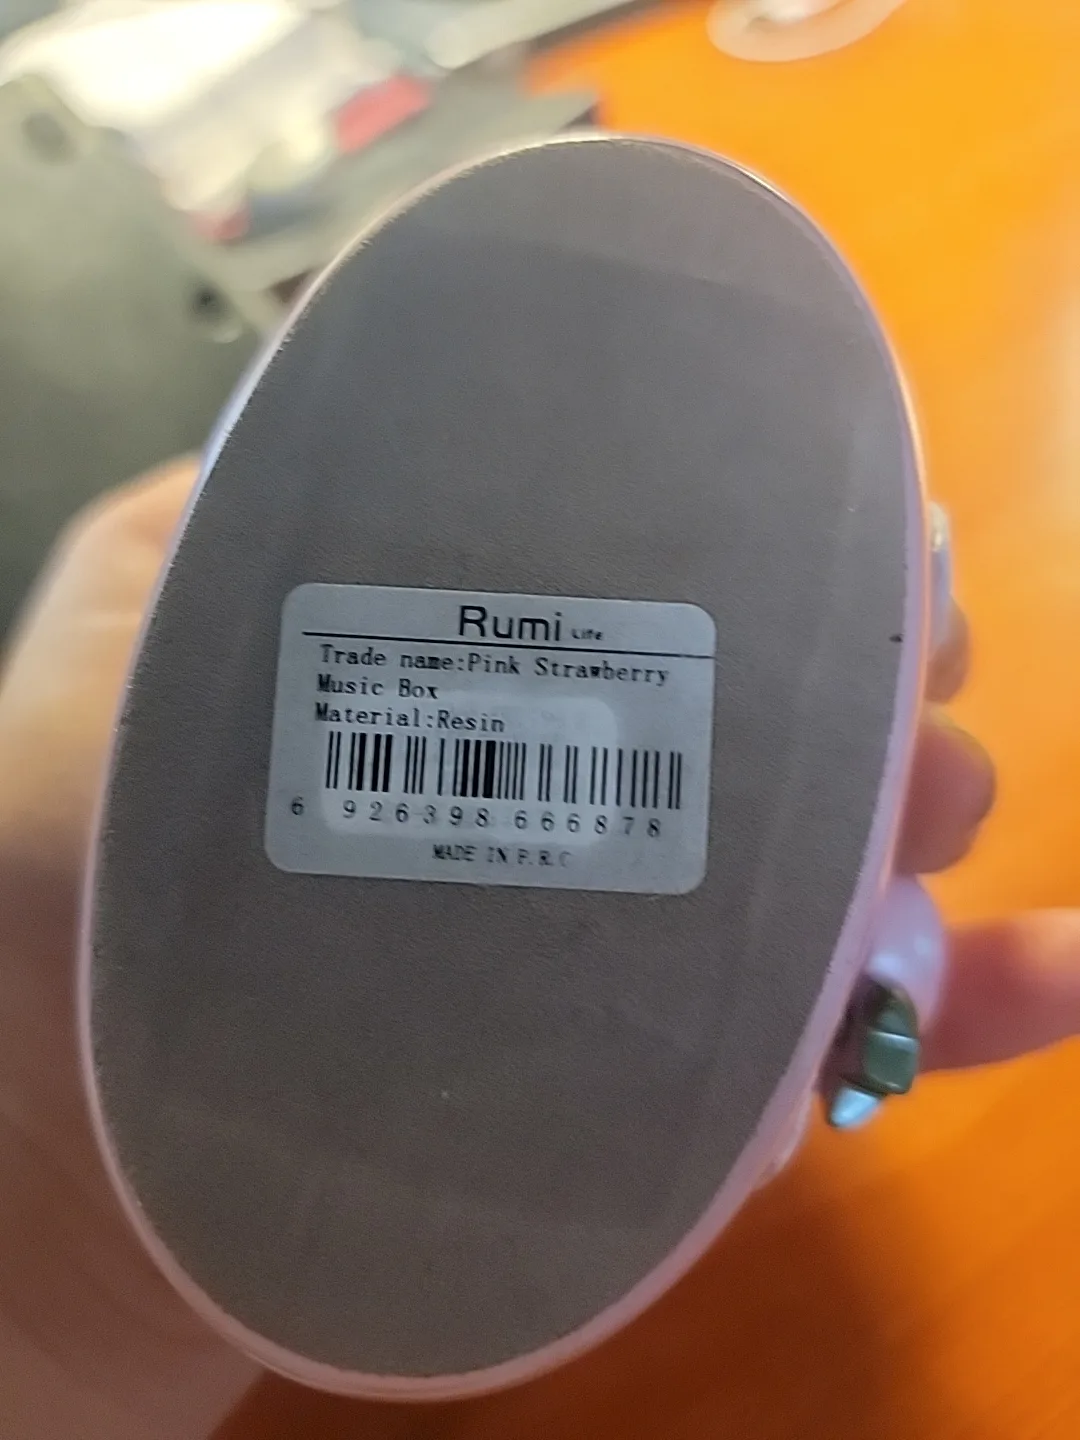 Rumi Life
Trade name:Pink Strawberry
Music Box
Material:Resin
6 926398 666878
MADE IN P.R.C